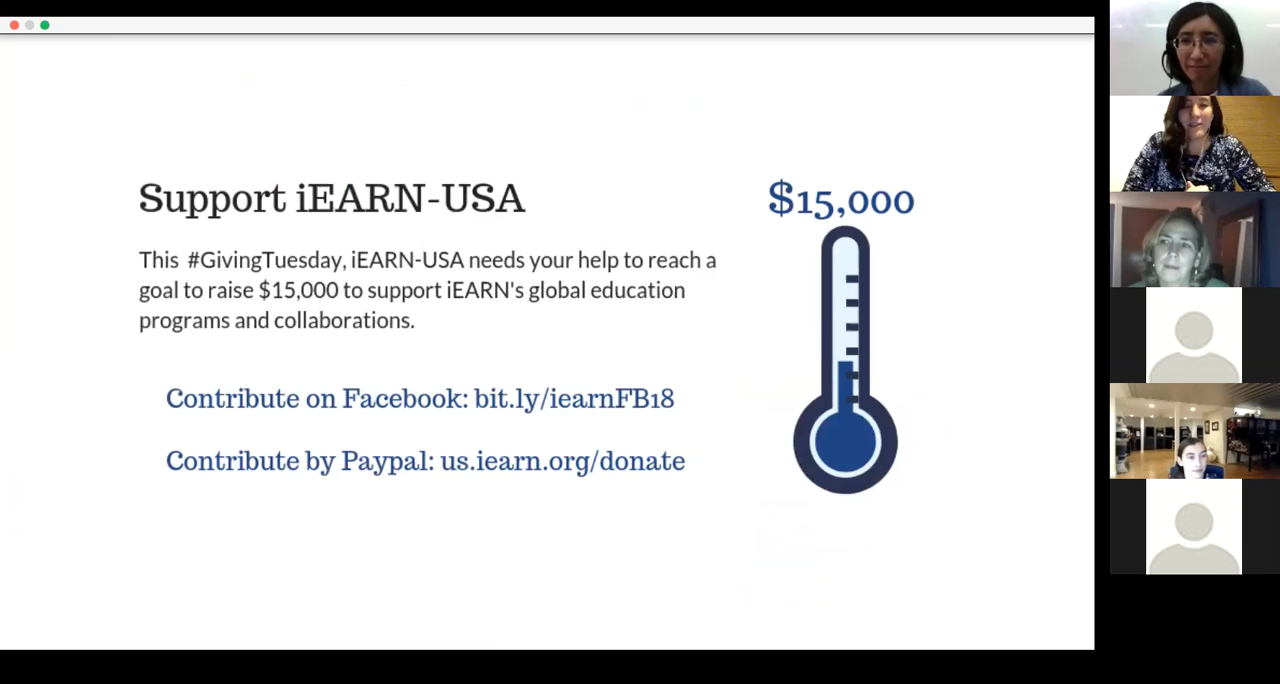 Support iEARN-USA
$15,000
This #GivingTuesday, iEARN-USA needs your help to reach a
goal to raise $15,000 to support iEARN's global education
programs and collaborations.
Contribute on Facebook: bit.ly/iearnFB18
Contribute by Paypal: us.iearn.org/donate